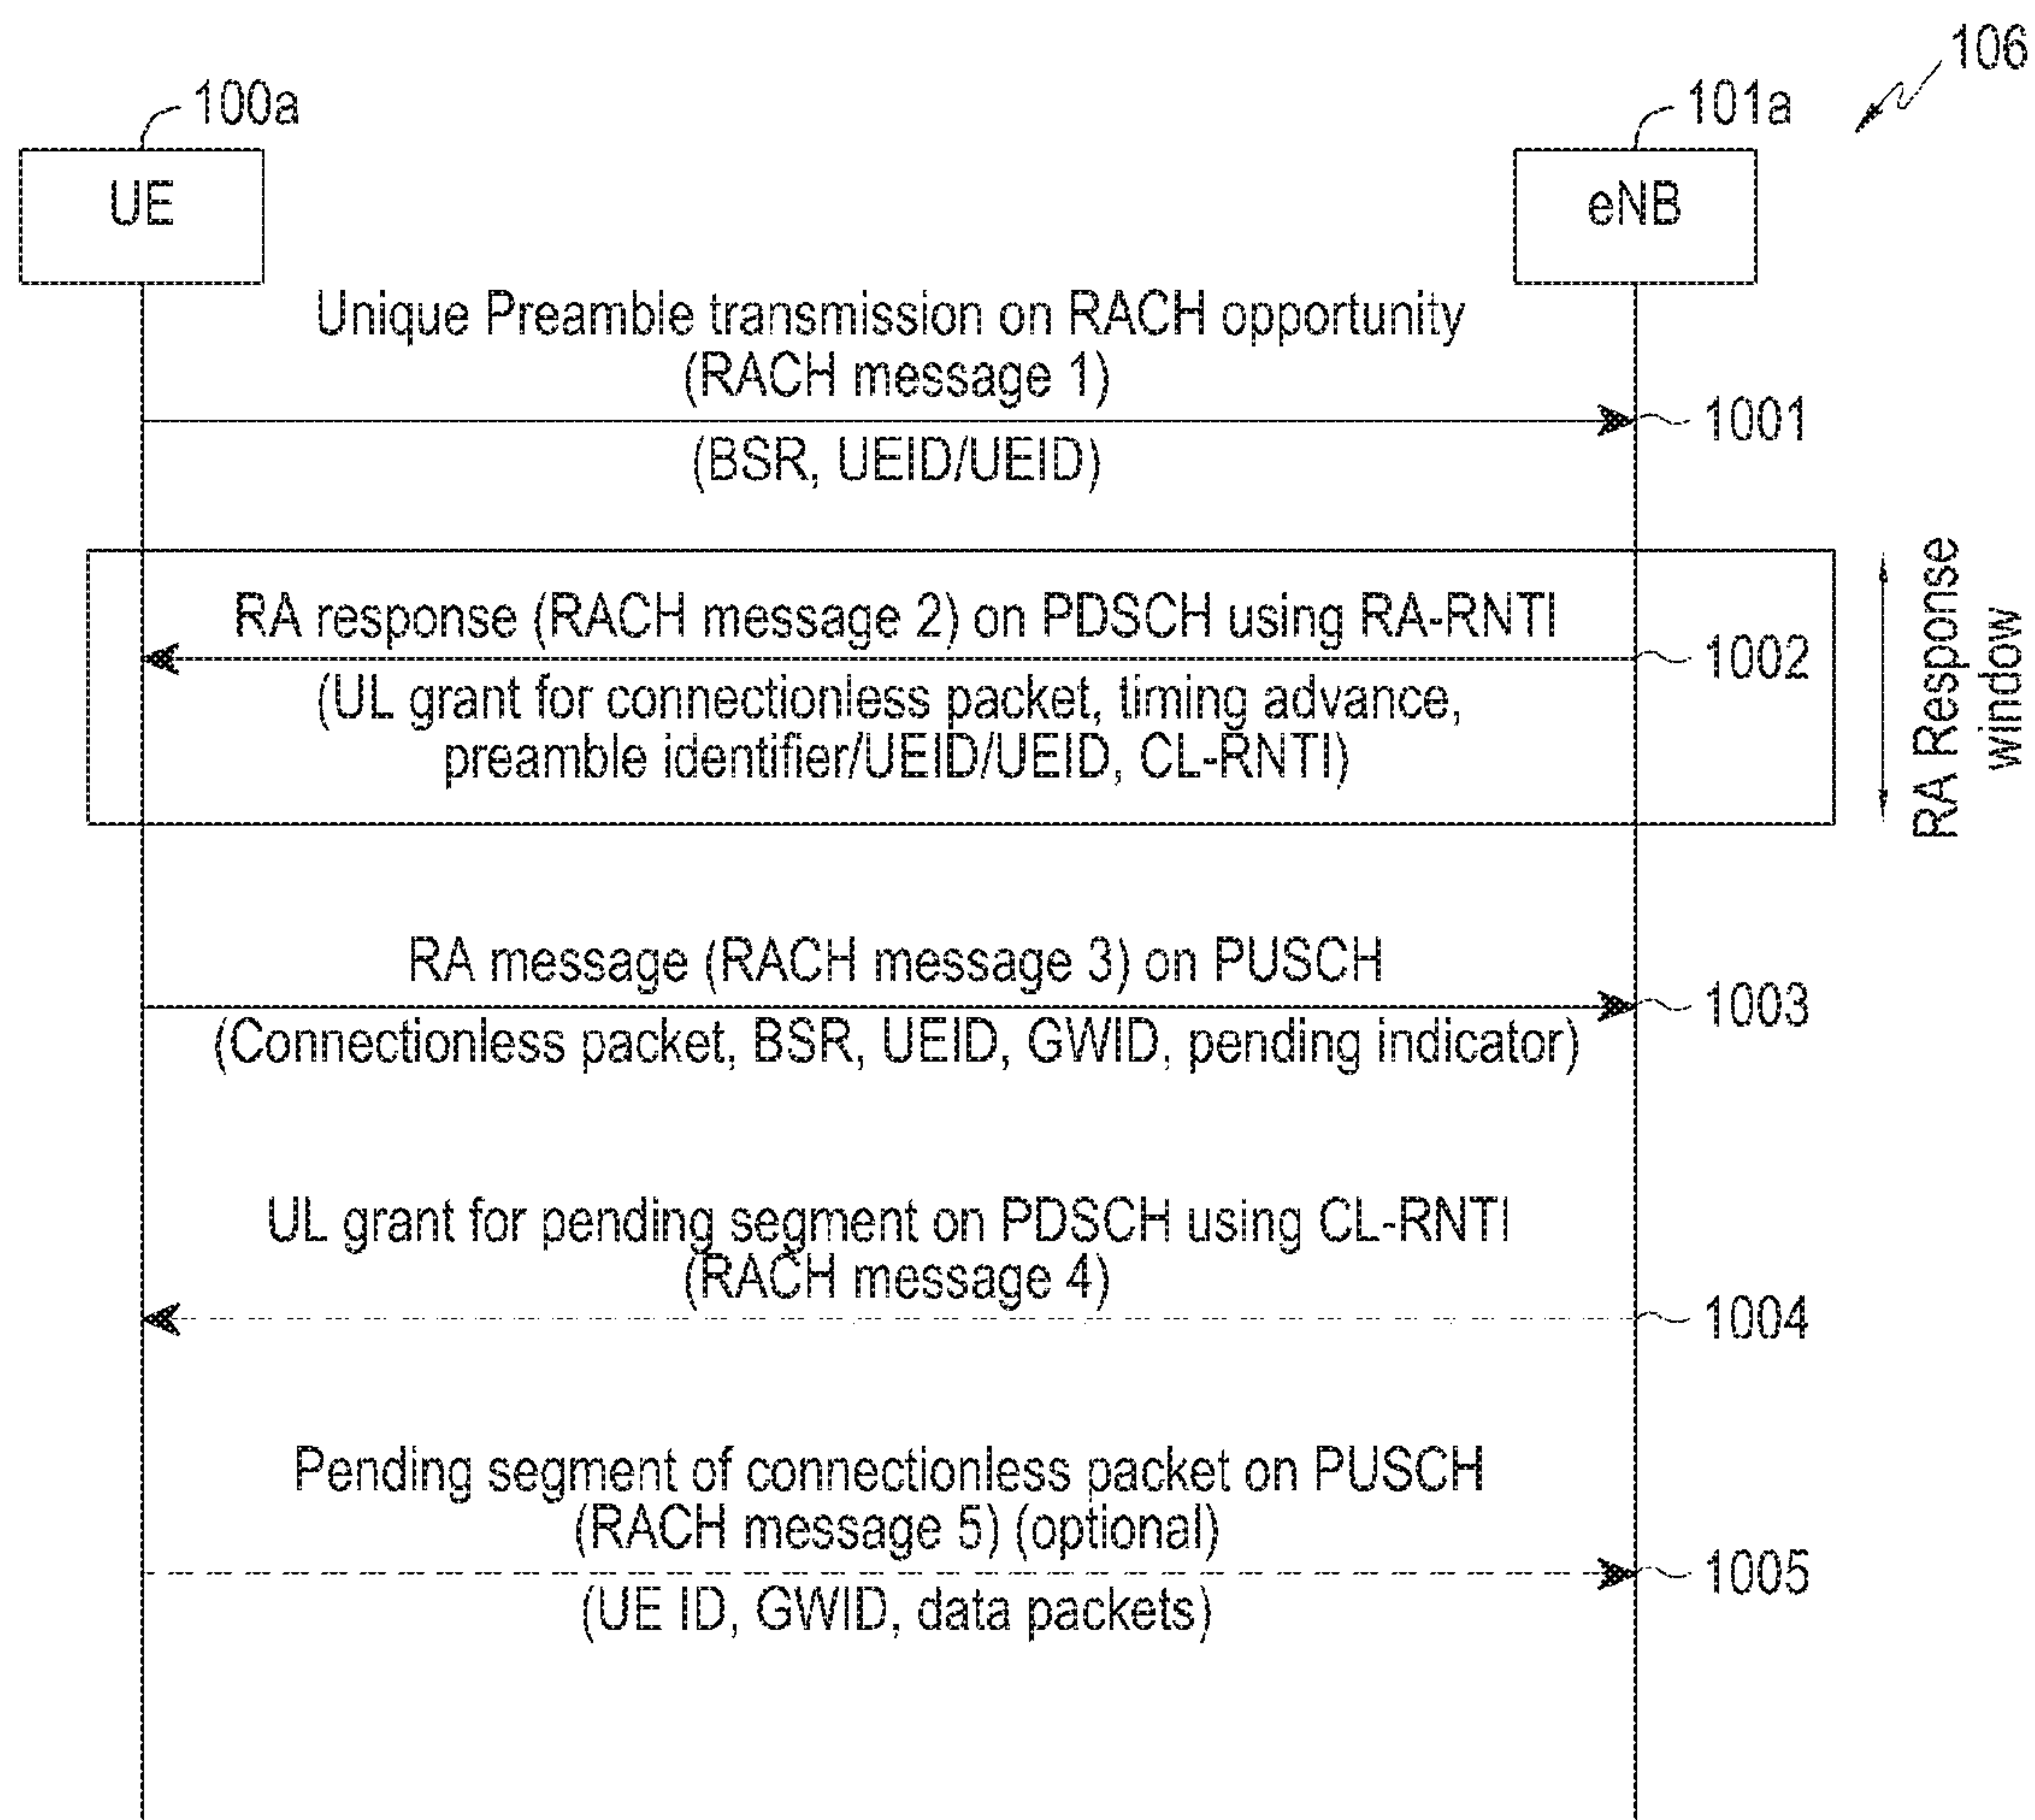 106
100a
101a
UE
eNB
Unique Preamble transmission on RACH opportunity
(RACH message 1)
1001
(BSR, UEID/UEID)
RA response (RACH message 2) on PDSCH using RA-RNTI
1002
(UL grant for connectionless packet, timing advance,
preamble identifier/UEID/UEID, CL-RNTI)
RA Response
window
RA message (RACH message 3) on PUSCH
1003
(Connectionless packet, BSR, UEID, GWID, pending indicator)
UL grant for pending segment on PDSCH using CL-RNTI
(RACH message 4)
1004
Pending segment of connectionless packet on PUSCH
(RACH message 5) (optional)
1005
(UE ID, GWID, data packets)